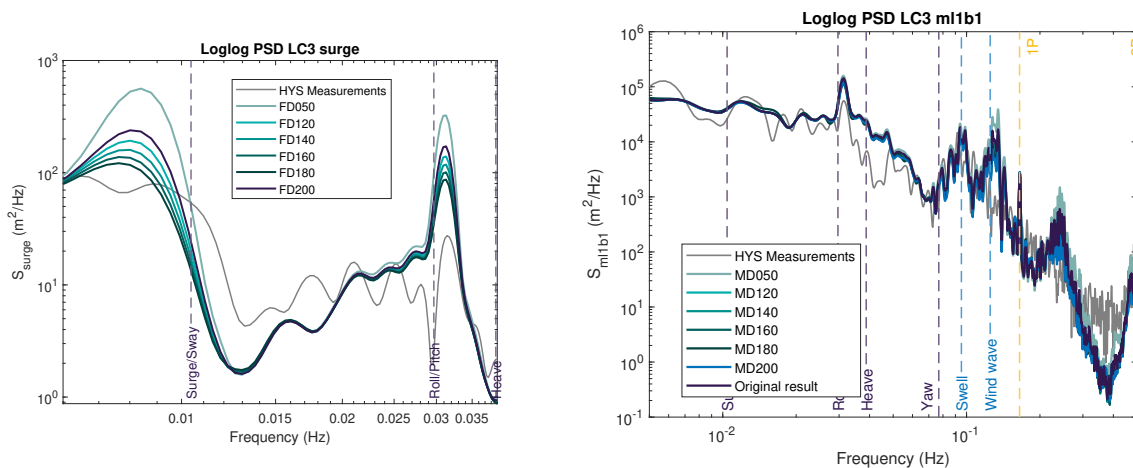 Loglog PSD LC3 surge
10³
10²
10¹
10⁰
S_surge (m²/Hz)
HYS Measurements
FD050
FD120
FD140
FD160
FD180
FD200
Surge/Sway
Roll/Pitch
Heave
0.01
0.015
0.02
0.025
0.03
0.035
Frequency (Hz)
Loglog PSD LC3 ml1b1
10⁶
10⁵
10⁴
10³
10²
10¹
10⁰
10⁻¹
S_ml1b1 (m²/Hz)
HYS Measurements
MD050
MD120
MD140
MD160
MD180
MD200
Original result
Su
Ro
Heave
Yaw
Swell
Wind wave
1P
10⁻²
10⁻¹
Frequency (Hz)